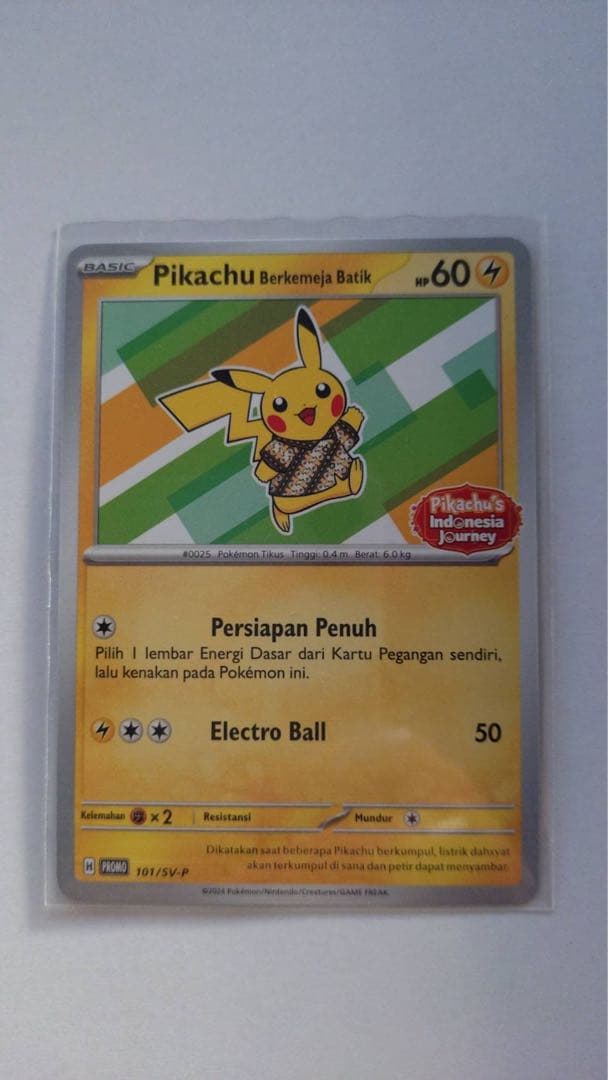 BASIC Pikachu Berkemeja Batik HP 60
Pikachu's
Indonesia
Journey
#0025 Pokémon Tikus Tinggi: 0.4 m Berat: 6.0 kg
Persiapan Penuh
Pilih 1 lembar Energi Dasar dari Kartu Pegangan sendiri,
lalu kenakan pada Pokémon ini.
Electro Ball 50
Kelemahan ×2 Resistansi Mundur
Dikatakan saat beberapa Pikachu berkumpul, listrik dahsyat
akan terkumpul di sana dan petir dapat menyambar.
H PROMO 101/SV-P
©2024 Pokémon/Nintendo/Creatures/GAME FREAK